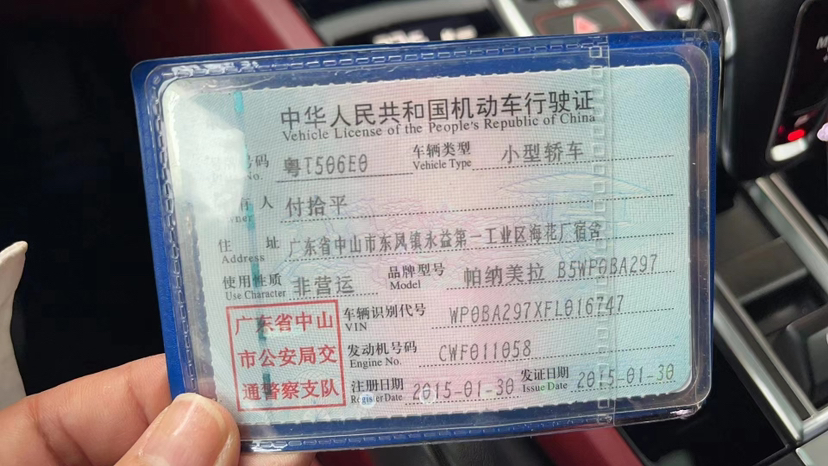 中华人民共和国机动车行驶证
Vehicle License of the People's Republic of China
号码 粤T506E0 车辆类型 小型轿车
No. Vehicle Type
有人 付拾平
Owner
住址 广东省中山市东凤镇永益第一工业区海花厂宿舍
Address
使用性质 非营运 品牌型号 帕纳美拉 B5WP0BA297
Use Character Model
广东省中山
市公安局交
通警察支队
车辆识别代号 WP0BA297XFL016747
VIN
发动机号码 CWF011058
Engine No.
注册日期 2015-01-30 发证日期 2015-01-30
Register Date Issue Date